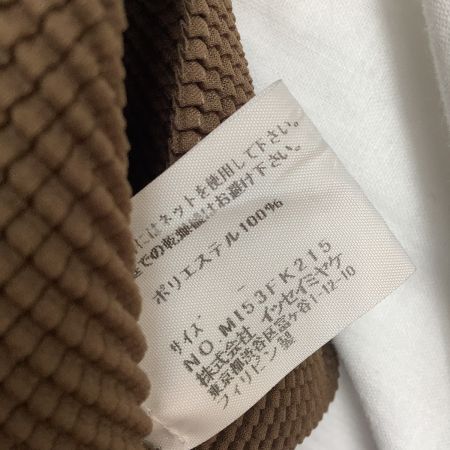 にはネットを使用して下さい。
での乾燥はお避け下さい。
ポリエステル100%
サイズ -
NO. MI53FK215
株式会社 イッセイミヤケ
東京都渋谷区富ケ谷1-12-10
フィリピン製